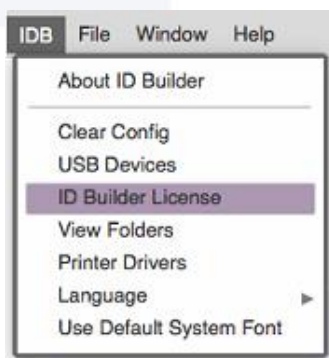 IDB File Window Help
About ID Builder
Clear Config
USB Devices
ID Builder License
View Folders
Printer Drivers
Language
Use Default System Font